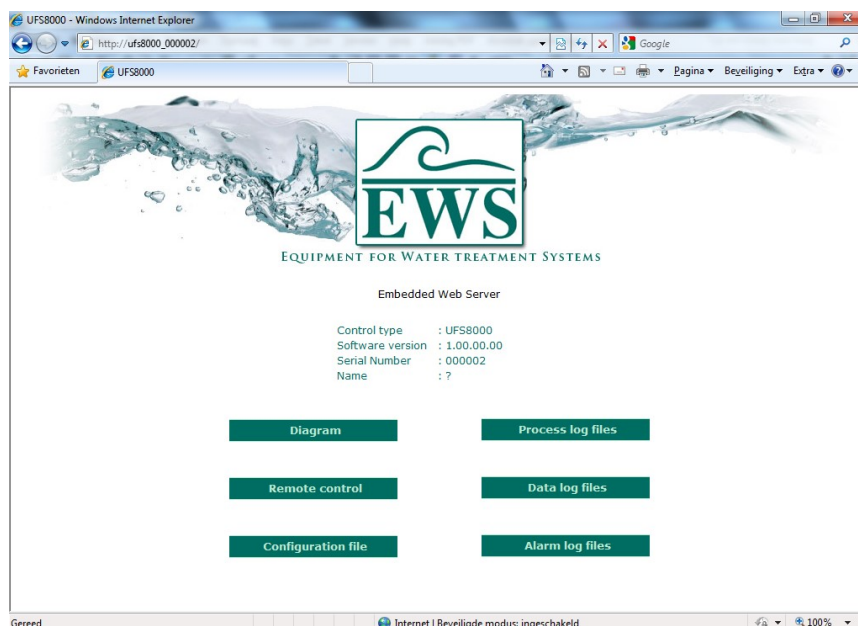 UFS8000 - Windows Internet Explorer
http://ufs8000_000002/
Google
Favorieten
UFS8000
Pagina
Beveiliging
Extra
EWS
EQUIPMENT FOR WATER TREATMENT SYSTEMS
Embedded Web Server
Control type : UFS8000
Software version : 1.00.00.00
Serial Number : 000002
Name : ?
Diagram
Process log files
Remote control
Data log files
Configuration file
Alarm log files
Gereed
Internet | Beveiligde modus: ingeschakeld
100%